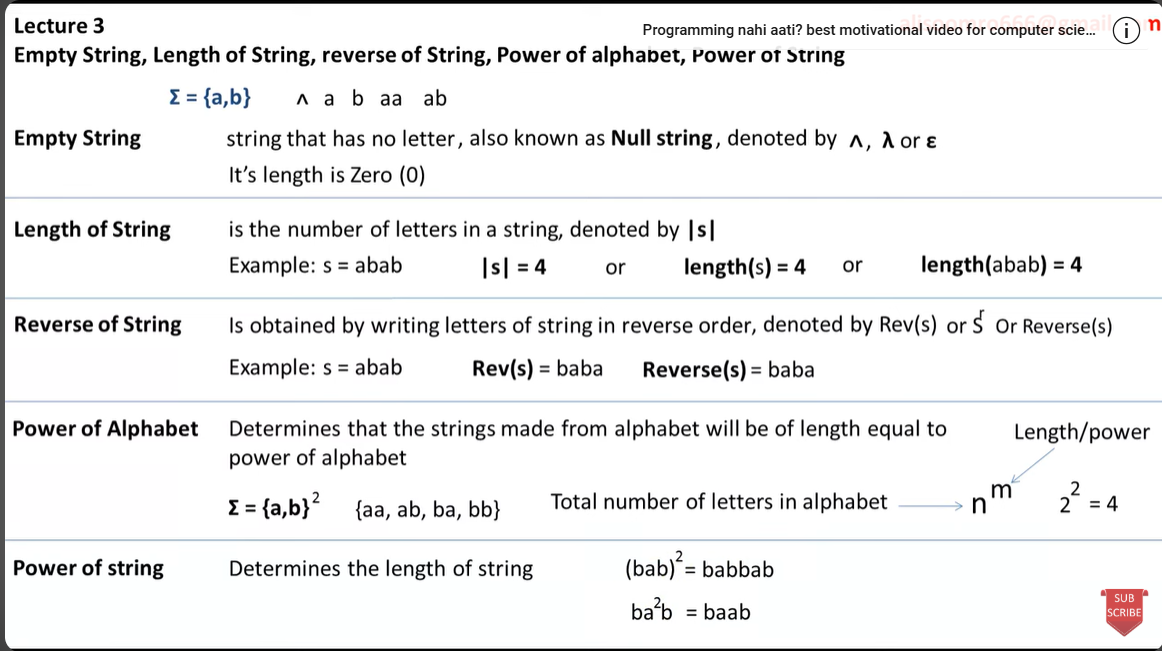 Lecture 3
Programming nahi aati? best motivational video for computer scie...
n
Empty String, Length of String, reverse of String, Power of alphabet, Power of String
Σ = {a,b} ʌ a b aa ab
Empty String string that has no letter, also known as Null string, denoted by ʌ, λ or ε
It's length is Zero (0)
Length of String is the number of letters in a string, denoted by |s|
Example: s = abab |s| = 4 or length(s) = 4 or length(abab) = 4
Reverse of String Is obtained by writing letters of string in reverse order, denoted by Rev(s) or Sʳ Or Reverse(s)
Example: s = abab Rev(s) = baba Reverse(s) = baba
Power of Alphabet Determines that the strings made from alphabet will be of length equal to
power of alphabet
Length/power
Σ = {a,b}² {aa, ab, ba, bb} Total number of letters in alphabet nᵐ 2² = 4
Power of string Determines the length of string (bab)² = babbab
ba²b = baab
SUB
SCRIBE